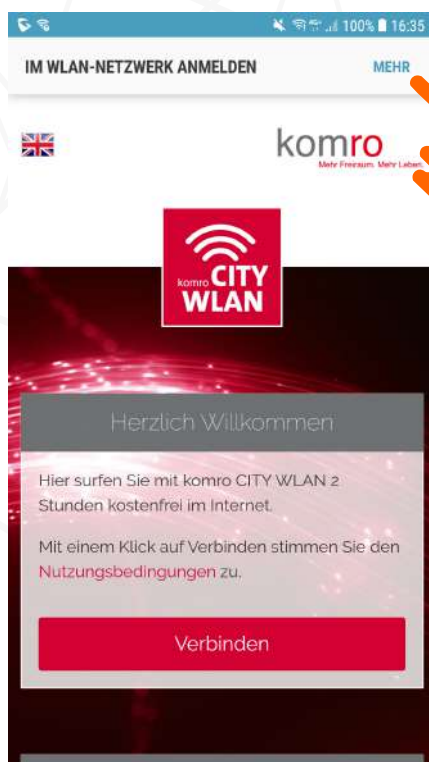 100% 16:35
IM WLAN-NETZWERK ANMELDEN MEHR
komro
Mehr Freiraum. Mehr Leben.
komro CITY
WLAN
Herzlich Willkommen
Hier surfen Sie mit komro CITY WLAN 2
Stunden kostenfrei im Internet.
Mit einem Klick auf Verbinden stimmen Sie den
Nutzungsbedingungen zu.
Verbinden